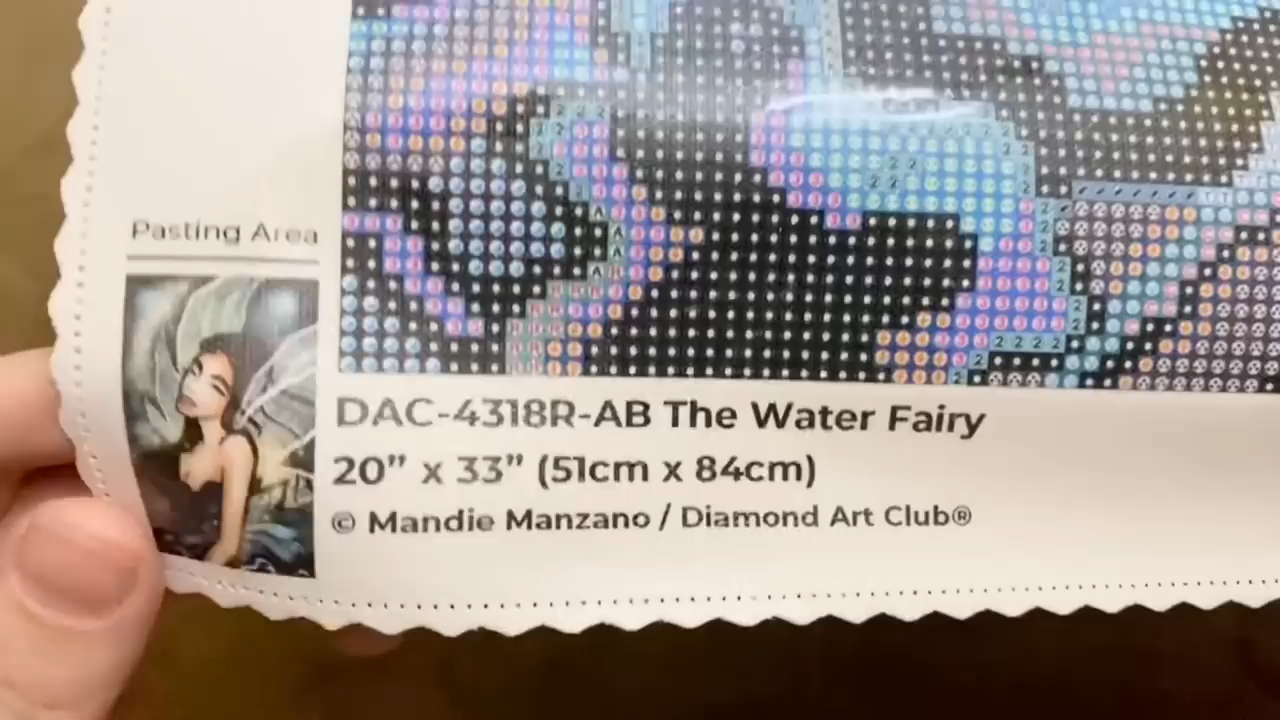 Pasting Area
DAC-4318R-AB The Water Fairy
20” x 33” (51cm x 84cm)
© Mandie Manzano / Diamond Art Club®